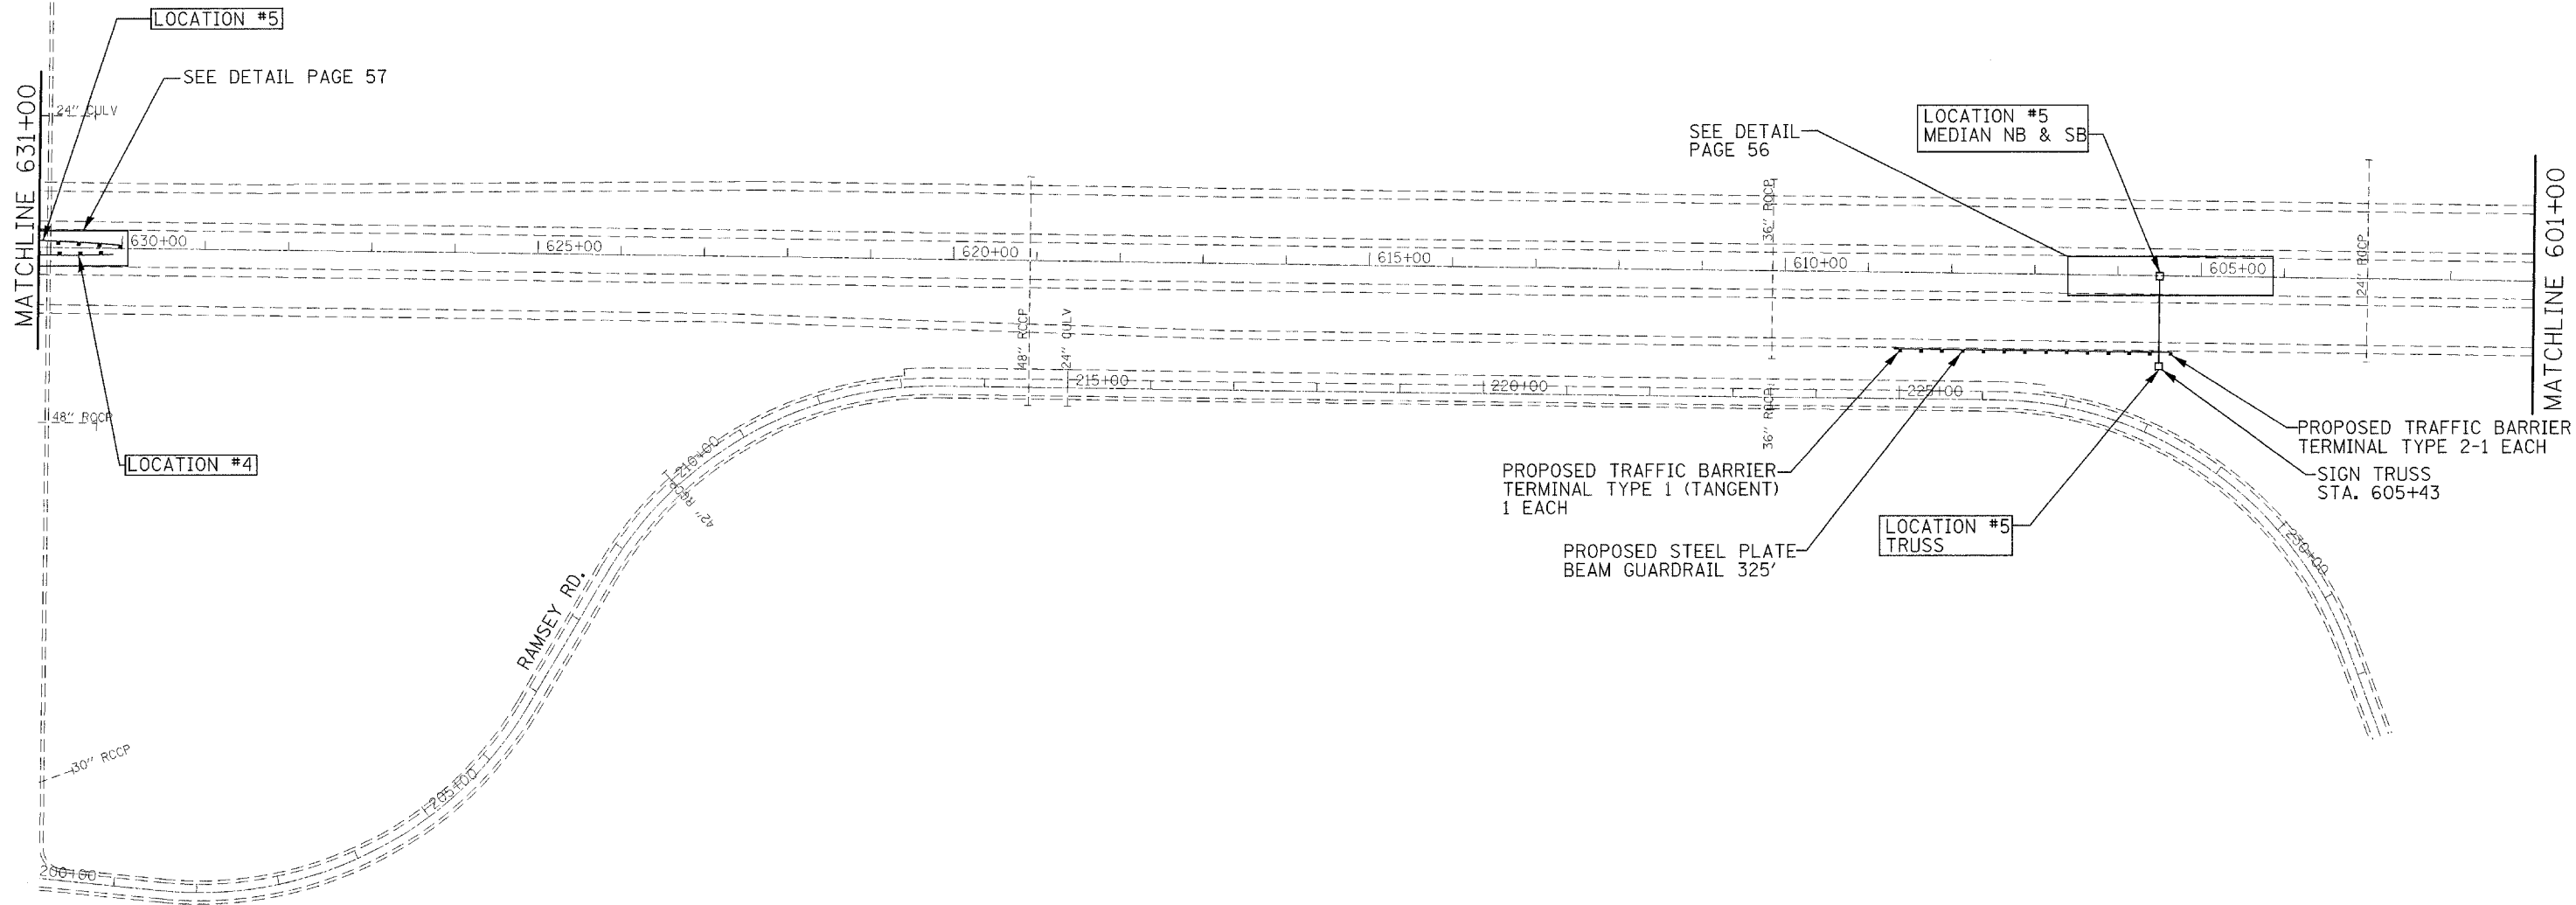 LOCATION #5
SEE DETAIL PAGE 57
MATCHLINE 631+00
24" CULV
630+00
625+00
620+00
615+00
610+00
605+00
SEE DETAIL
PAGE 56
LOCATION #5
MEDIAN NB & SB
36" RCCP
24" RCCP
MATCHLINE 601+00
48" RCCP
24" CULV
48" RCCP
36" RCCP
LOCATION #4
215+00
220+00
225+00
210+00
42" RCCP
PROPOSED TRAFFIC BARRIER
TERMINAL TYPE 1 (TANGENT)
1 EACH
PROPOSED STEEL PLATE
BEAM GUARDRAIL 325'
LOCATION #5
TRUSS
PROPOSED TRAFFIC BARRIER
TERMINAL TYPE 2-1 EACH
SIGN TRUSS
STA. 605+43
230+00
RAMSEY RD.
30" RCCP
205+00
200+00